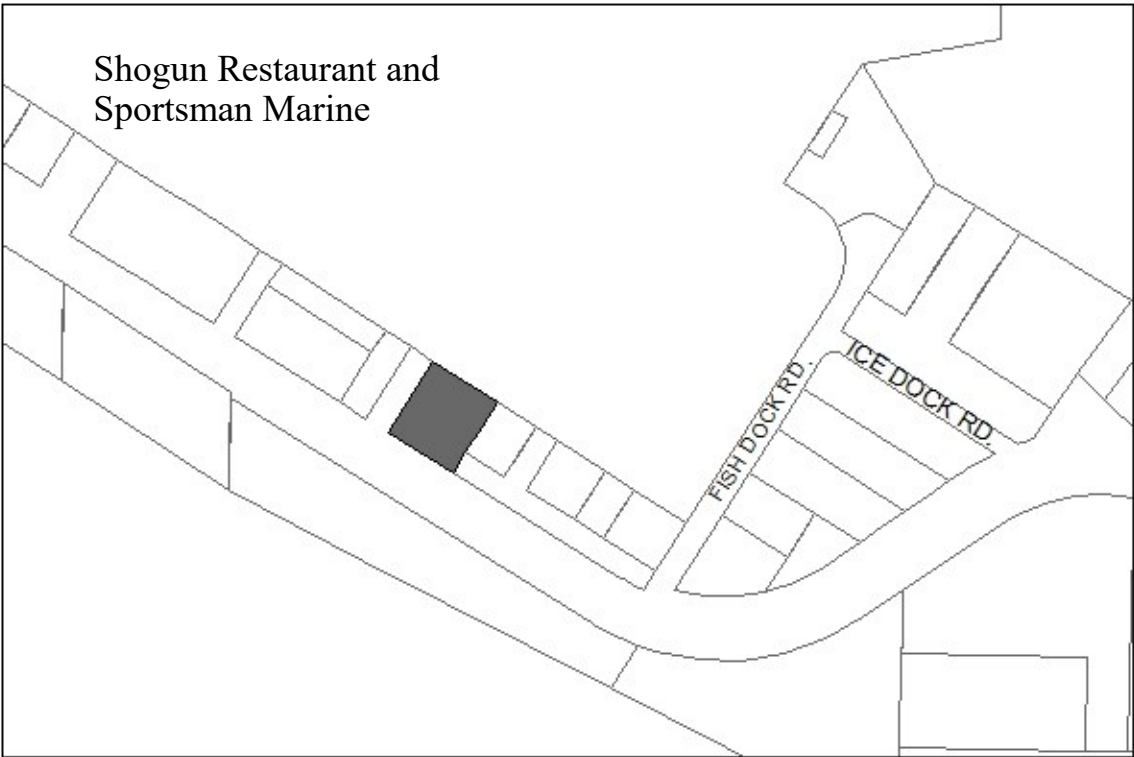 Shogun Restaurant and
Sportsman Marine
ICE DOCK RD.
FISH DOCK RD.